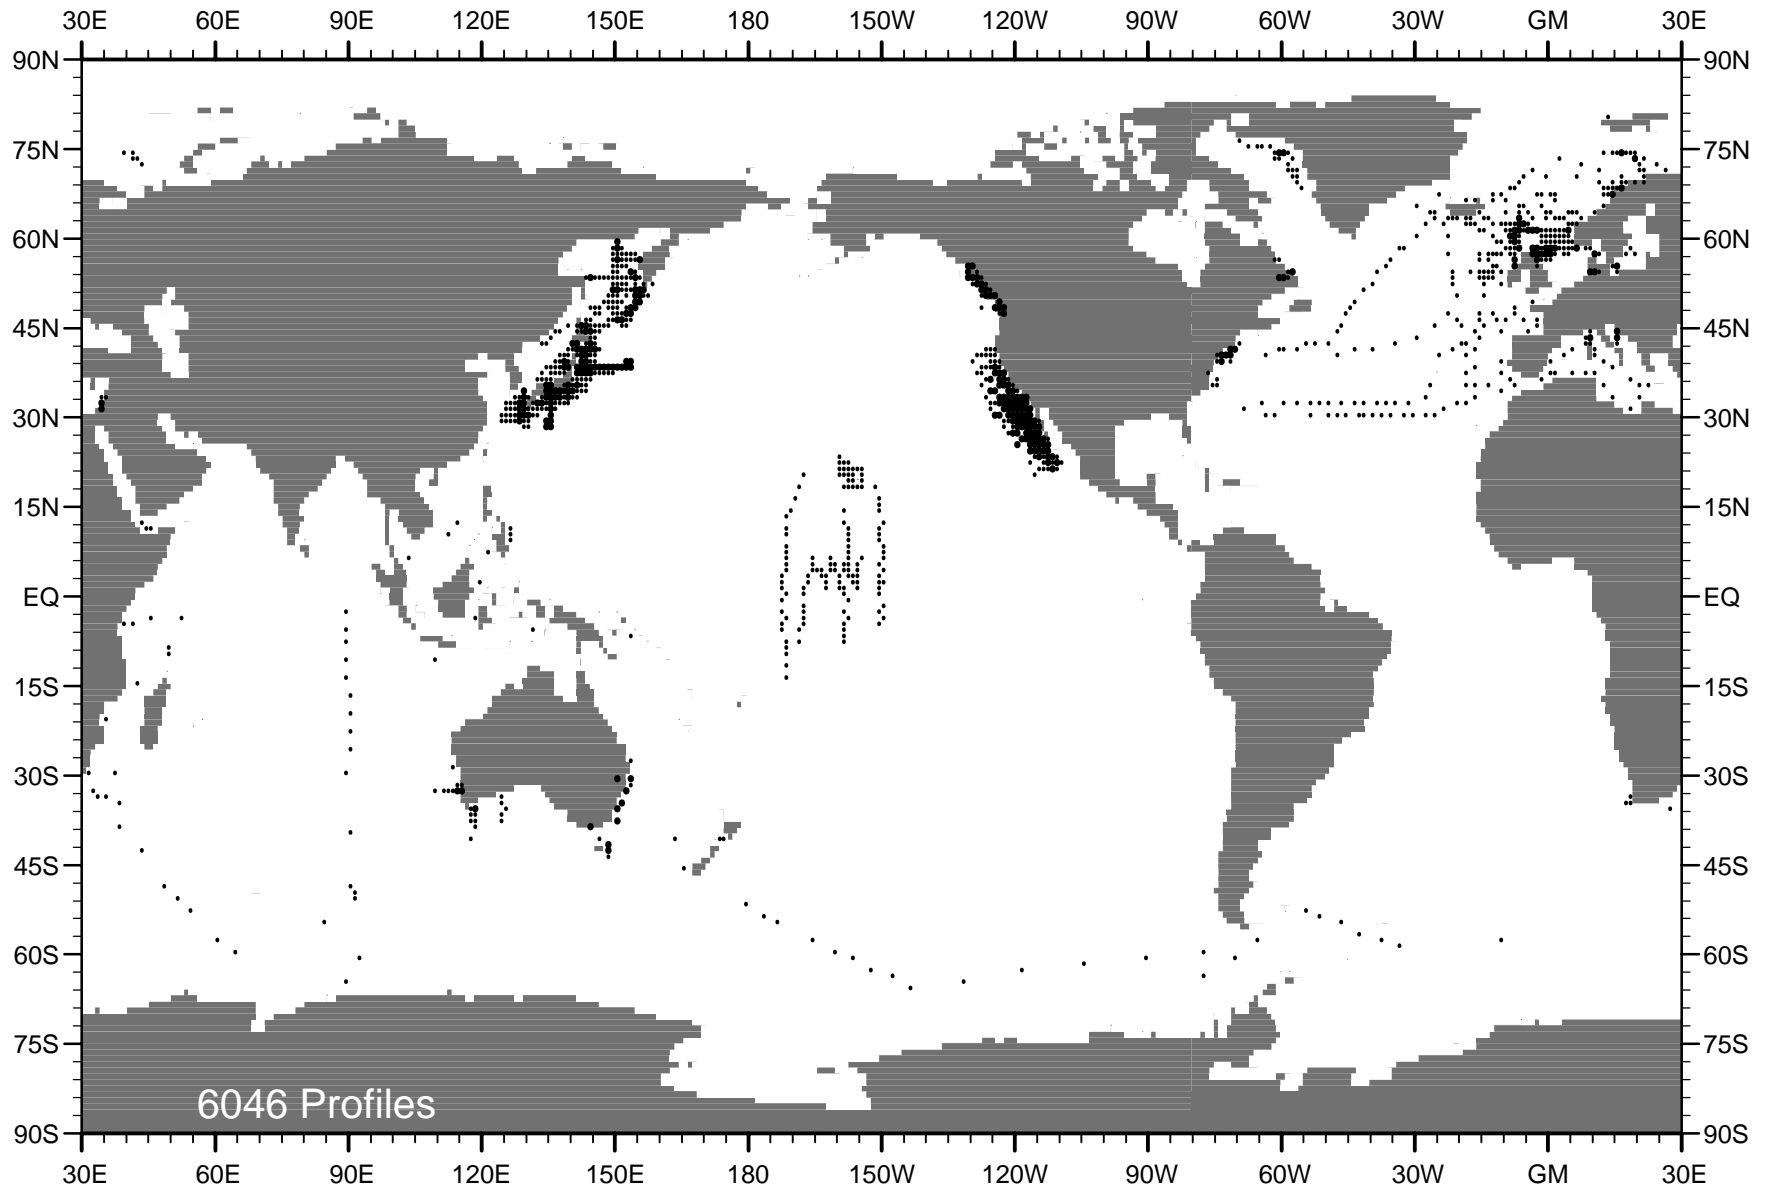 30E 60E 90E 120E 150E 180 150W 120W 90W 60W 30W GM 30E
90N 90N
75N 75N
60N 60N
45N 45N
30N 30N
15N 15N
EQ EQ
15S 15S
30S 30S
45S 45S
60S 60S
75S 75S
6046 Profiles
90S 90S
30E 60E 90E 120E 150E 180 150W 120W 90W 60W 30W GM 30E